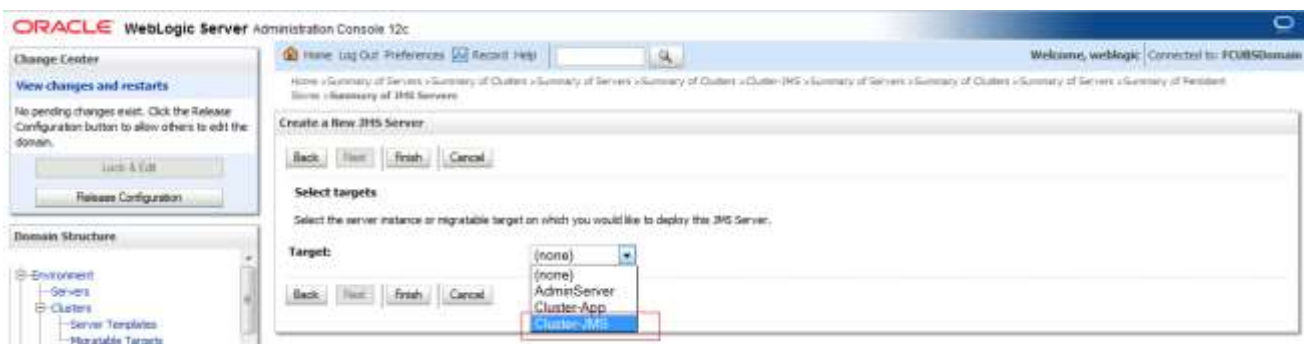 ORACLE WebLogic Server Administration Console 12c
Change Center
View changes and restarts
No pending changes exist. Click the Release
Configuration button to allow others to edit the
domain.
Lock & Edit
Release Configuration
Domain Structure
Environment
Servers
Clusters
Server Templates
Migratable Targets
Home Log Out Preferences Record Help
Welcome, weblogic Connected to: FCUBSDomain
Home >Summary of Servers >Summary of Clusters >Summary of Servers >Summary of Clusters >Cluster-JMS >Summary of Servers >Summary of Clusters >Summary of Servers >Summary of Persistent
Stores >Summary of JMS Servers
Create a New JMS Server
Back Next Finish Cancel
Select targets
Select the server instance or migratable target on which you would like to deploy this JMS Server.
Target:
(none)
(none)
AdminServer
Cluster-App
Cluster-JMS
Back Next Finish Cancel